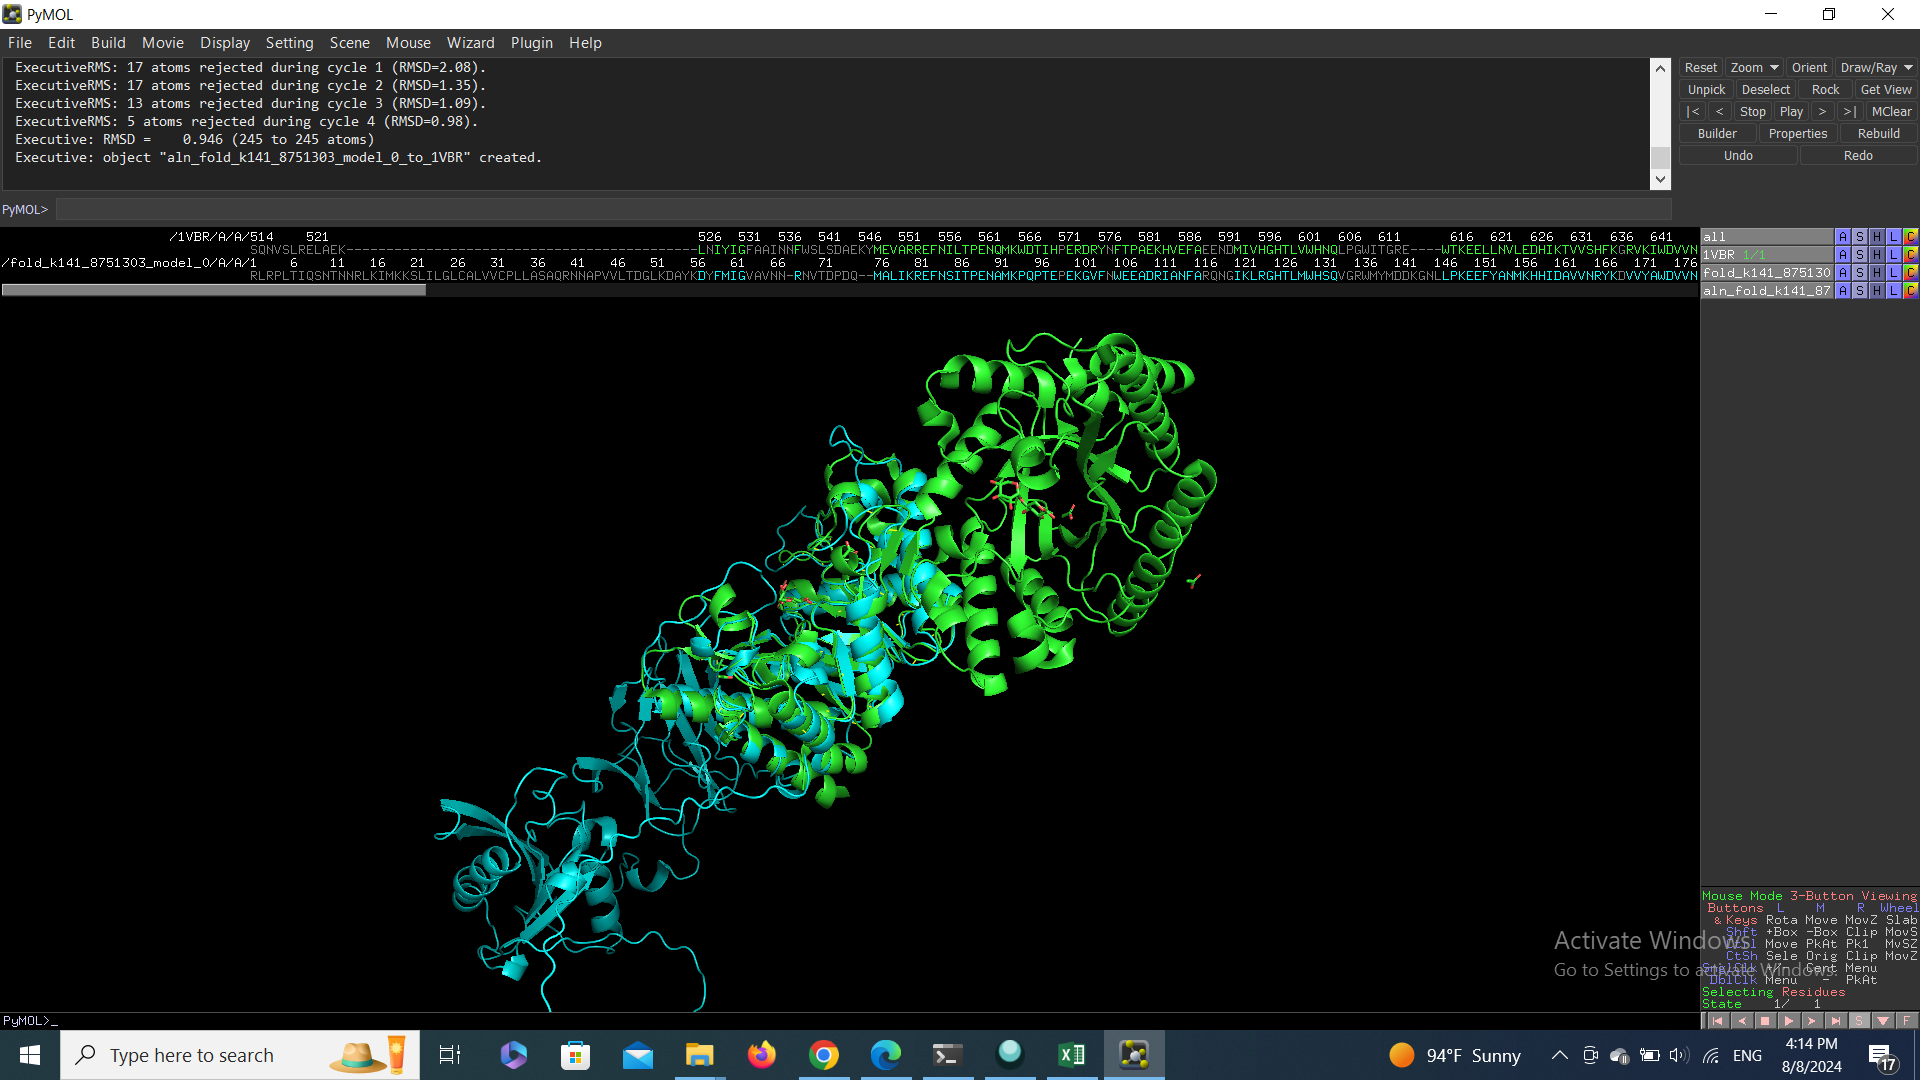 PyMOL
File Edit Build Movie Display Setting Scene Mouse Wizard Plugin Help
ExecutiveRMS: 17 atoms rejected during cycle 1 (RMSD=2.08).
ExecutiveRMS: 17 atoms rejected during cycle 2 (RMSD=1.35).
ExecutiveRMS: 13 atoms rejected during cycle 3 (RMSD=1.09).
ExecutiveRMS: 5 atoms rejected during cycle 4 (RMSD=0.98).
Executive: RMSD = 0.946 (245 to 245 atoms)
Executive: object "aln_fold_k141_8751303_model_0_to_1VBR" created.
Reset Zoom Orient Draw/Ray
Unpick Deselect Rock Get View
|< < Stop Play > >| MClear
Builder Properties Rebuild
Undo Redo
PyMOL>
/1VBR/A/A/514 521 526 531 536 541 546 551 556 561 566 571 576 581 586 591 596 601 606 611 616 621 626 631 636 641
SQNVSLRELAEK--------------------------------------------LNIYIGFAAINNFWSLSDAEKYMEVARREFNILTPENQMKWDTIHPERDRYNFTPAEKHVEFAEENDMIVHGHTLVWHNQLPGWITGRE----WTKEELLNVLEDHIKTVVSHFKGRVKIWDVVN
/fold_k141_8751303_model_0/A/A/1 6 11 16 21 26 31 36 41 46 51 56 61 66 71 76 81 86 91 96 101 106 111 116 121 126 131 136 141 146 151 156 161 166 171 176
RLRPLTIQSNTNNRLKIMKKSLILGLCALVVCPLLASAQRNNAPVVLTDGLKDAYKDYFMIGVAVNN-RNVTDPDQ--MALIKREFNSITPENAMKPQPTEPEKGVFNWEEADRIANFARQNGIKLRGHTLMWHSQVGRWMYMDDKGNLLPKEEFYANMKHHIDAVVNRYKDVVYAWDVVN
all A S H L C
1VBR 1/1 A S H L C
fold_k141_875130 A S H L C
aln_fold_k141_87 A S H L C
Mouse Mode 3-Button Viewing
Buttons L M R Wheel
& Keys Rota Move MovZ Slab
Shft +Box -Box Clip MovS
Move PkAt Pk1 MvSZ
CtSh Sele Orig Clip MovZ
Cent Menu
DblClk Menu - PkAt
Selecting Residues
State 1/ 1
Activate Windows
Go to Settings to activate Windows.
PyMOL>_
S F
Type here to search
94°F Sunny
ENG
4:14 PM
8/8/2024
17